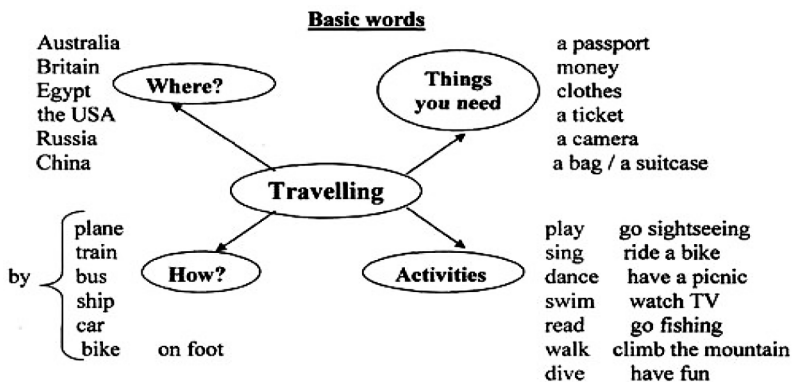 Basic words
Australia
Britain
Egypt
the USA
Russia
China
Where?
Things
you need
a passport
money
clothes
a ticket
a camera
a bag / a suitcase
Travelling
by
plane
train
bus
ship
car
bike on foot
How?
Activities
play go sightseeing
sing ride a bike
dance have a picnic
swim watch TV
read go fishing
walk climb the mountain
dive have fun